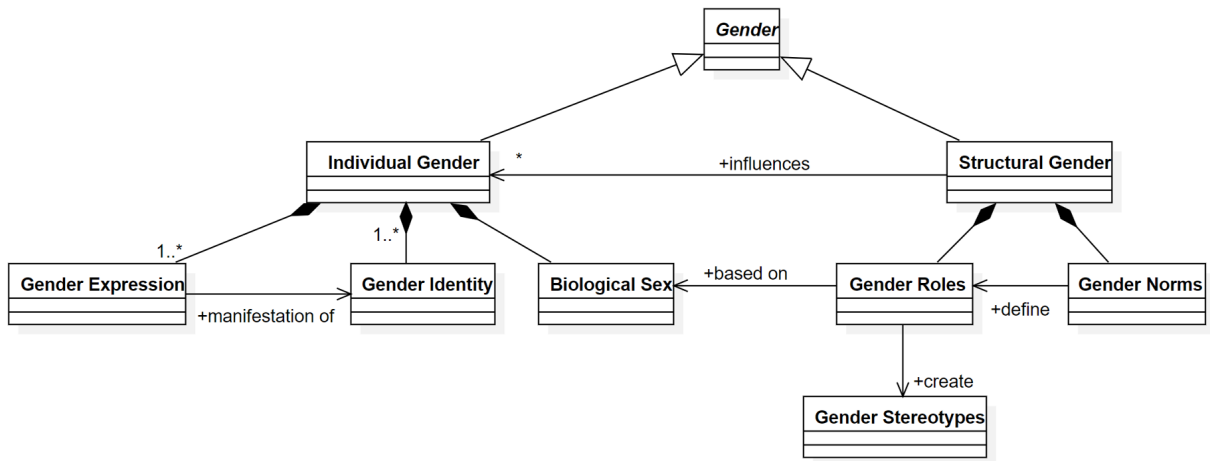 Gender
Individual Gender
*
+influences
Structural Gender
1..*
1..*
Gender Expression
Gender Identity
Biological Sex
+based on
Gender Roles
Gender Norms
+manifestation of
+define
+create
Gender Stereotypes